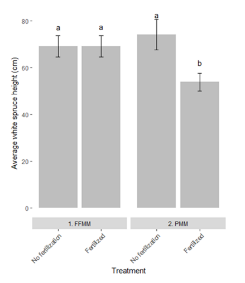 Average white spruce height (cm)
80
60
40
20
0
a
a
a
b
1. FFMM
2. PMM
No fertilization
Fertilized
No fertilization
Fertilized
Treatment